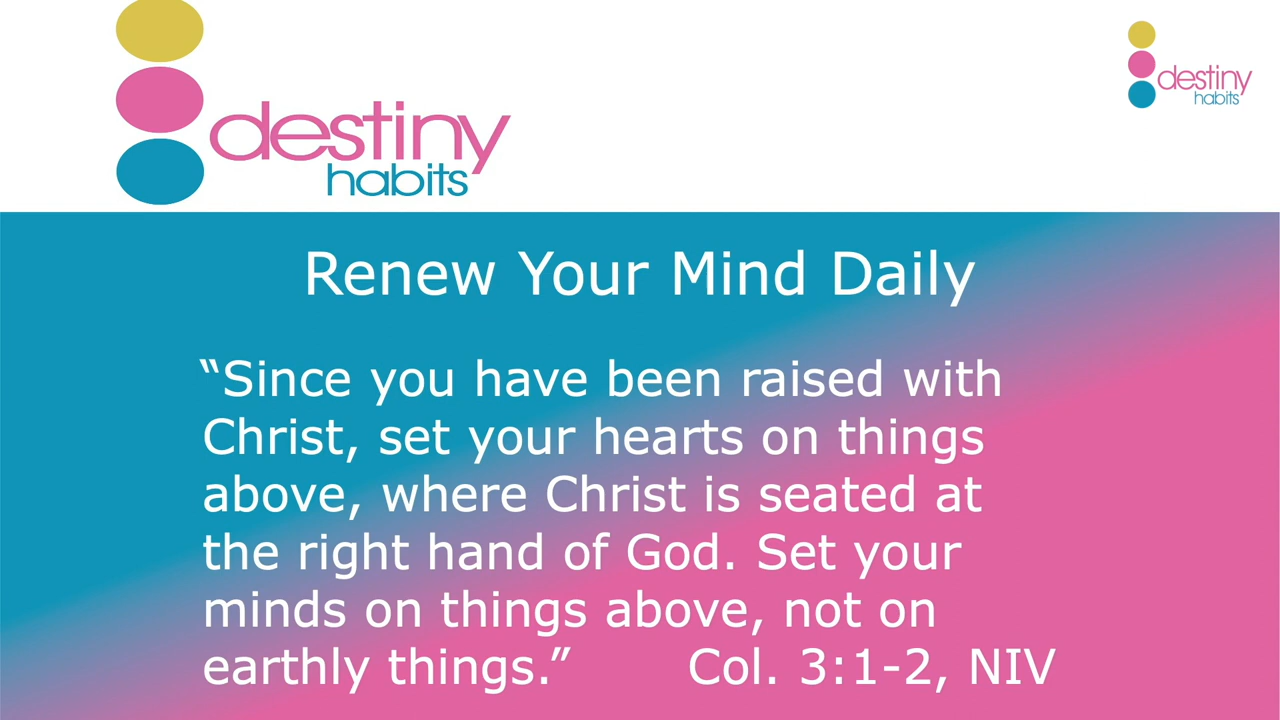 destiny
habits
destiny
habits
Renew Your Mind Daily
“Since you have been raised with
Christ, set your hearts on things
above, where Christ is seated at
the right hand of God. Set your
minds on things above, not on
earthly things.” Col. 3:1-2, NIV